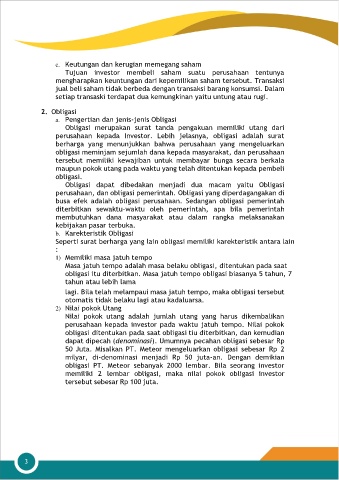 c. Keutungan dan kerugian memegang saham
Tujuan investor membeli saham suatu perusahaan tentunya
mengharapkan keuntungan dari kepemilikan saham tersebut. Transaksi
jual beli saham tidak berbeda dengan transaksi barang konsumsi. Dalam
setiap transaski terdapat dua kemungkinan yaitu untung atau rugi.
2. Obligasi
a. Pengertian dan jenis-jenis Obligasi
Obligasi merupakan surat tanda pengakuan memiliki utang dari
perusahaan kepada Investor. Lebih jelasnya, obligasi adalah surat
berharga yang menunjukkan bahwa perusahaan yang mengeluarkan
obligasi meminjam sejumlah dana kepada masyarakat, dan perusahaan
tersebut memiliki kewajiban untuk membayar bunga secara berkala
maupun pokok utang pada waktu yang telah ditentukan kepada pembeli
obligasi.
Obligasi dapat dibedakan menjadi dua macam yaitu Obligasi
perusahaan, dan obligasi pemerintah. Obligasi yang diperdagangakan di
busa efek adalah obligasi perusahaan. Sedangan obligasi pemerintah
diterbitkan sewaktu-waktu oleh pemerintah, apa bila pemerintah
membutuhkan dana masyarakat atau dalam rangka melaksanakan
kebijakan pasar terbuka.
b. Karekteristik Obligasi
Seperti surat berharga yang lain obligasi memiliki karekteristik antara lain
:
1) Memiliki masa jatuh tempo
Masa jatuh tempo adalah masa belaku obligasi, ditentukan pada saat
obligasi itu diterbitkan. Masa jatuh tempo obligasi biasanya 5 tahun, 7
tahun atau lebih lama
lagi. Bila telah melampaui masa jatuh tempo, maka obligasi tersebut
otomatis tidak belaku lagi atau kadaluarsa.
2) Nilai pokok Utang
Nilai pokok utang adalah jumlah utang yang harus dikembalikan
perusahaan kepada investor pada waktu jatuh tempo. Nilai pokok
obligasi ditentukan pada saat obligasi itu diterbitkan, dan kemudian
dapat dipecah (denominasi). Umumnya pecahan obligasi sebesar Rp
50 Juta. Misalkan PT. Meteor mengeluarkan obligasi sebesar Rp 2
milyar, di-denominasi menjadi Rp 50 juta-an. Dengan demikian
obligasi PT. Meteor sebanyak 2000 lembar. Bila seorang investor
memiliki 2 lembar obligasi, maka nilai pokok obligasi investor
tersebut sebesar Rp 100 juta.
3